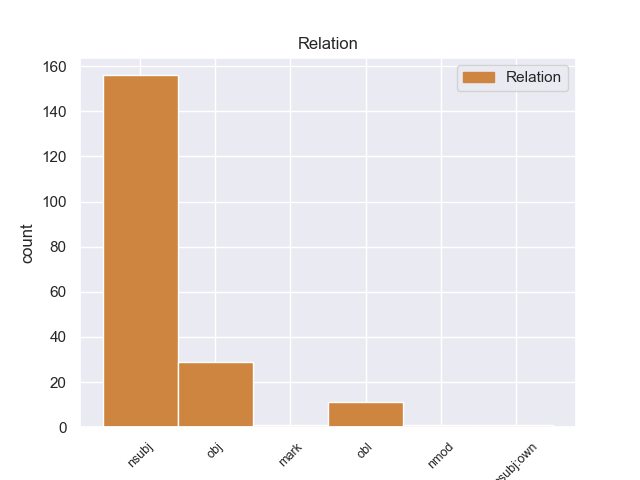 Relation
Relation
count
160
140
120
100
80
60
40
20
0
nsubj
obj
mark
obl
nmod